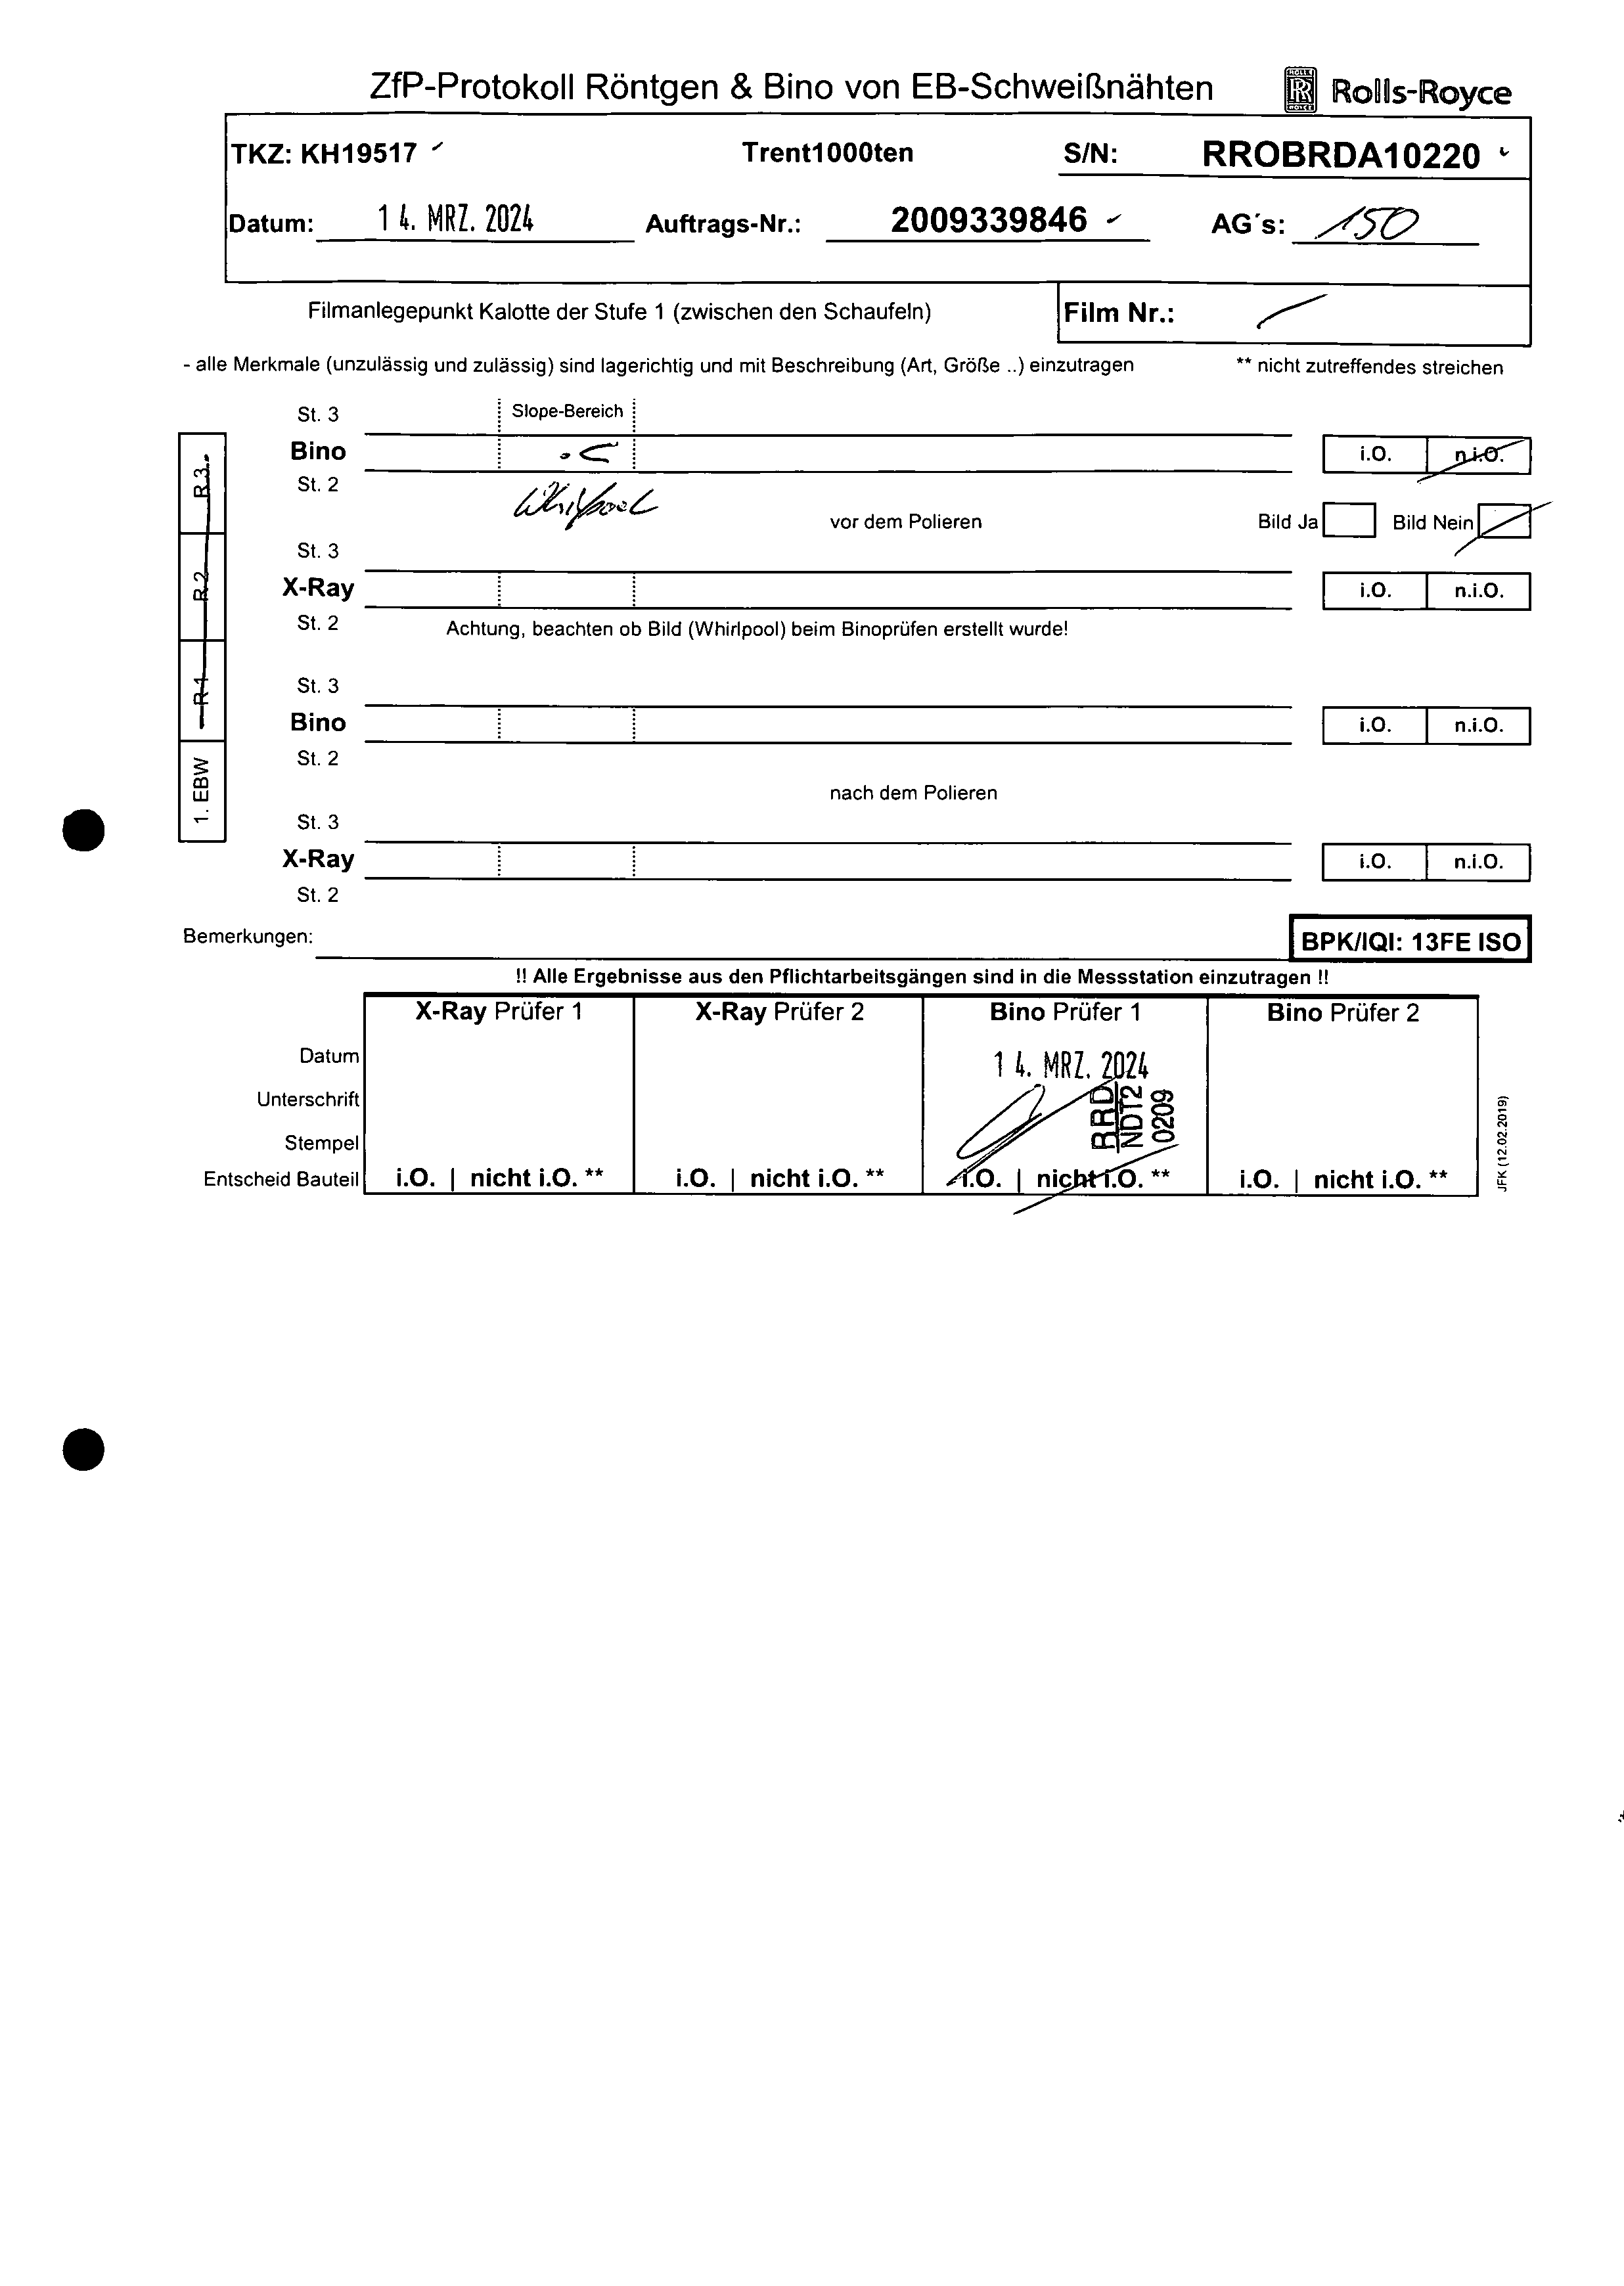 ZfP-Protokoll Röntgen & Bino von EB-Schweißnähten
Rolls-Royce
TKZ: KH19517 Trent1000ten S/N: RROBRDA10220
Datum: 14. MRZ. 2024 Auftrags-Nr.: 2009339846 AG´s: 150
Filmanlegepunkt Kalotte der Stufe 1 (zwischen den Schaufeln) Film Nr.:
- alle Merkmale (unzulässig und zulässig) sind lagerichtig und mit Beschreibung (Art, Größe ..) einzutragen ** nicht zutreffendes streichen
St. 3 Slope-Bereich
Bino i.O. n.i.O.
St. 2 Whirlpool
vor dem Polieren Bild Ja Bild Nein
St. 3
X-Ray i.O. n.i.O.
St. 2 Achtung, beachten ob Bild (Whirlpool) beim Binoprüfen erstellt wurde!
St. 3
Bino i.O. n.i.O.
St. 2
nach dem Polieren
St. 3
X-Ray i.O. n.i.O.
St. 2
1. EBW R 1 R 2 R 3
Bemerkungen: BPK/IQI: 13FE ISO
!! Alle Ergebnisse aus den Pflichtarbeitsgängen sind in die Messstation einzutragen !!
X-Ray Prüfer 1 X-Ray Prüfer 2 Bino Prüfer 1 Bino Prüfer 2
Datum 14. MRZ. 2024
Unterschrift
Stempel RRD NDT2 0209
Entscheid Bauteil i.O. | nicht i.O. ** i.O. | nicht i.O. ** i.O. | nicht i.O. ** i.O. | nicht i.O. **
JFK (12.02.2019)